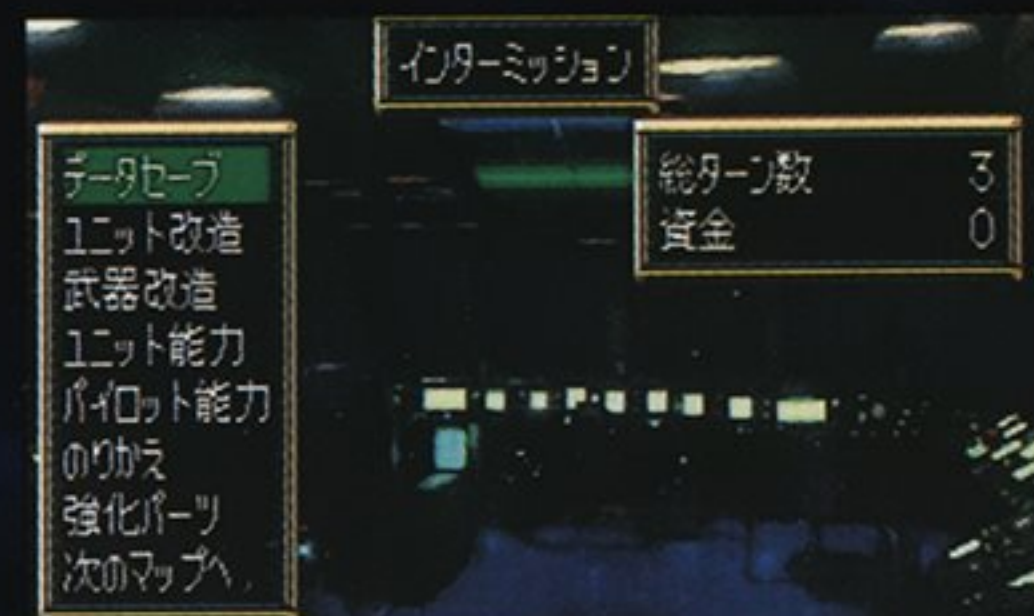 インターミッション
データセーブ
ユニット改造
武器改造
ユニット能力
パイロット能力
のりかえ
強化パーツ
次のマップへ
総ターン数 3
資金 0